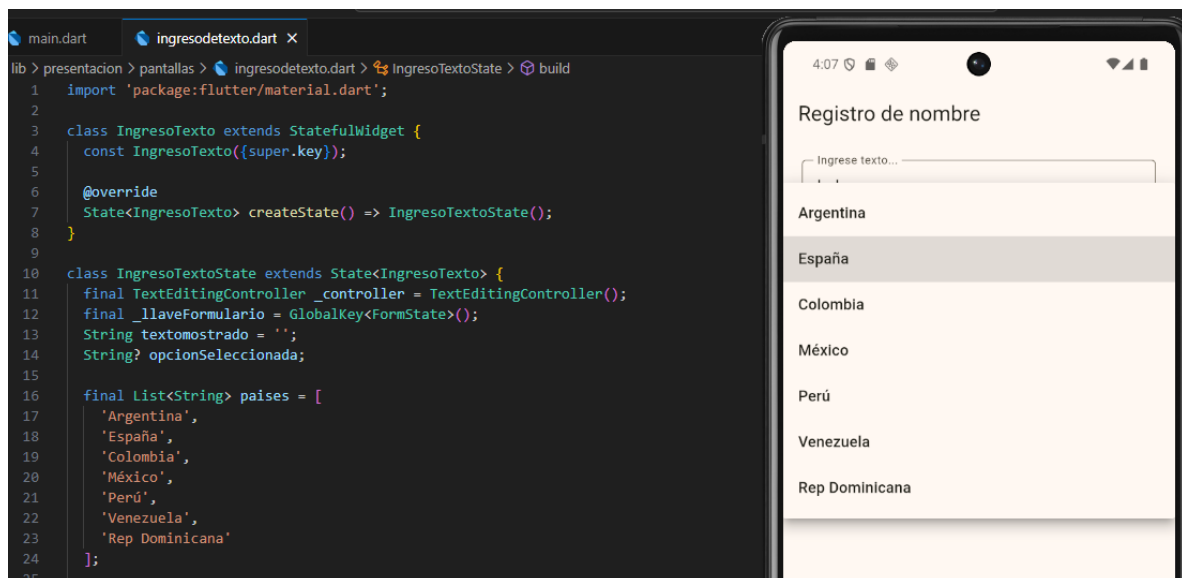 main.dart
ingresodetexto.dart
lib > presentacion > pantallas > ingresodetexto.dart > IngresoTextoState > build
1 import 'package:flutter/material.dart';
2
3 class IngresoTexto extends StatefulWidget {
4 const IngresoTexto({super.key});
5
6 @override
7 State<IngresoTexto> createState() => IngresoTextoState();
8 }
9
10 class IngresoTextoState extends State<IngresoTexto> {
11 final TextEditingController _controller = TextEditingController();
12 final _llaveFormulario = GlobalKey<FormState>();
13 String textomostrado = '';
14 String? opcionSeleccionada;
15
16 final List<String> paises = [
17 'Argentina',
18 'España',
19 'Colombia',
20 'México',
21 'Perú',
22 'Venezuela',
23 'Rep Dominicana'
24 ];
4:07
Registro de nombre
Ingrese texto...
Argentina
España
Colombia
México
Perú
Venezuela
Rep Dominicana